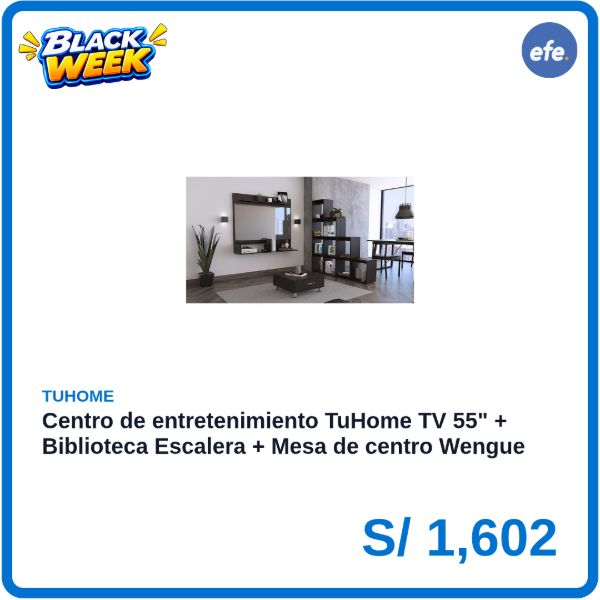 BLACK
WEEK
efe.
TUHOME
Centro de entretenimiento TuHome TV 55" +
Biblioteca Escalera + Mesa de centro Wengue
S/ 1,602